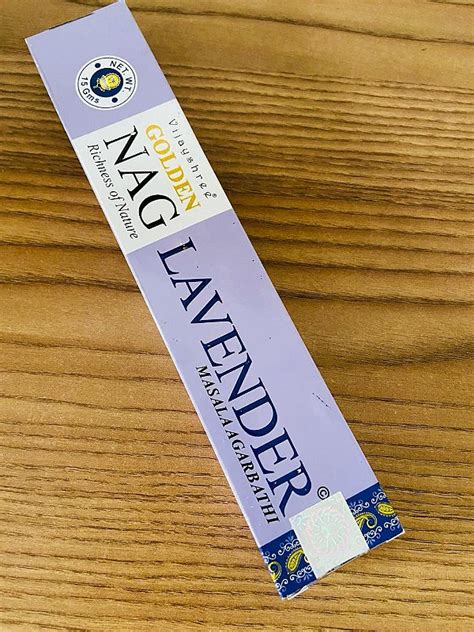 NET WT
15 Gms
Vijayshree®
GOLDEN
NAG
Richness of Nature
LAVENDER©
MASALA AGARBATHI